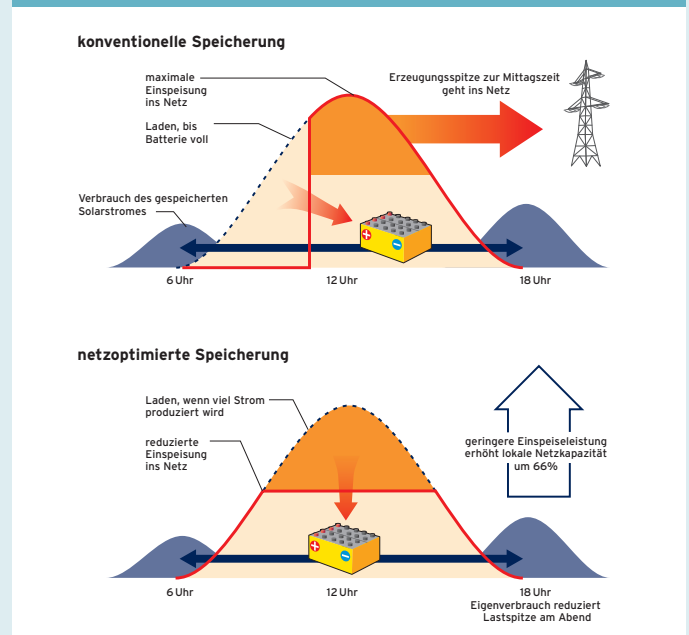 konventionelle Speicherung
maximale
Einspeisung
ins Netz
Erzeugungsspitze zur Mittagszeit
geht ins Netz
Laden, bis
Batterie voll
Verbrauch des gespeicherten
Solarstromes
6 Uhr
12 Uhr
18 Uhr
netzoptimierte Speicherung
Laden, wenn viel Strom
produziert wird
reduzierte
Einspeisung
ins Netz
geringere Einspeiseleistung
erhöht lokale Netzkapazität
um 66%
6 Uhr
12 Uhr
18 Uhr
Eigenverbrauch reduziert
Lastspitze am Abend